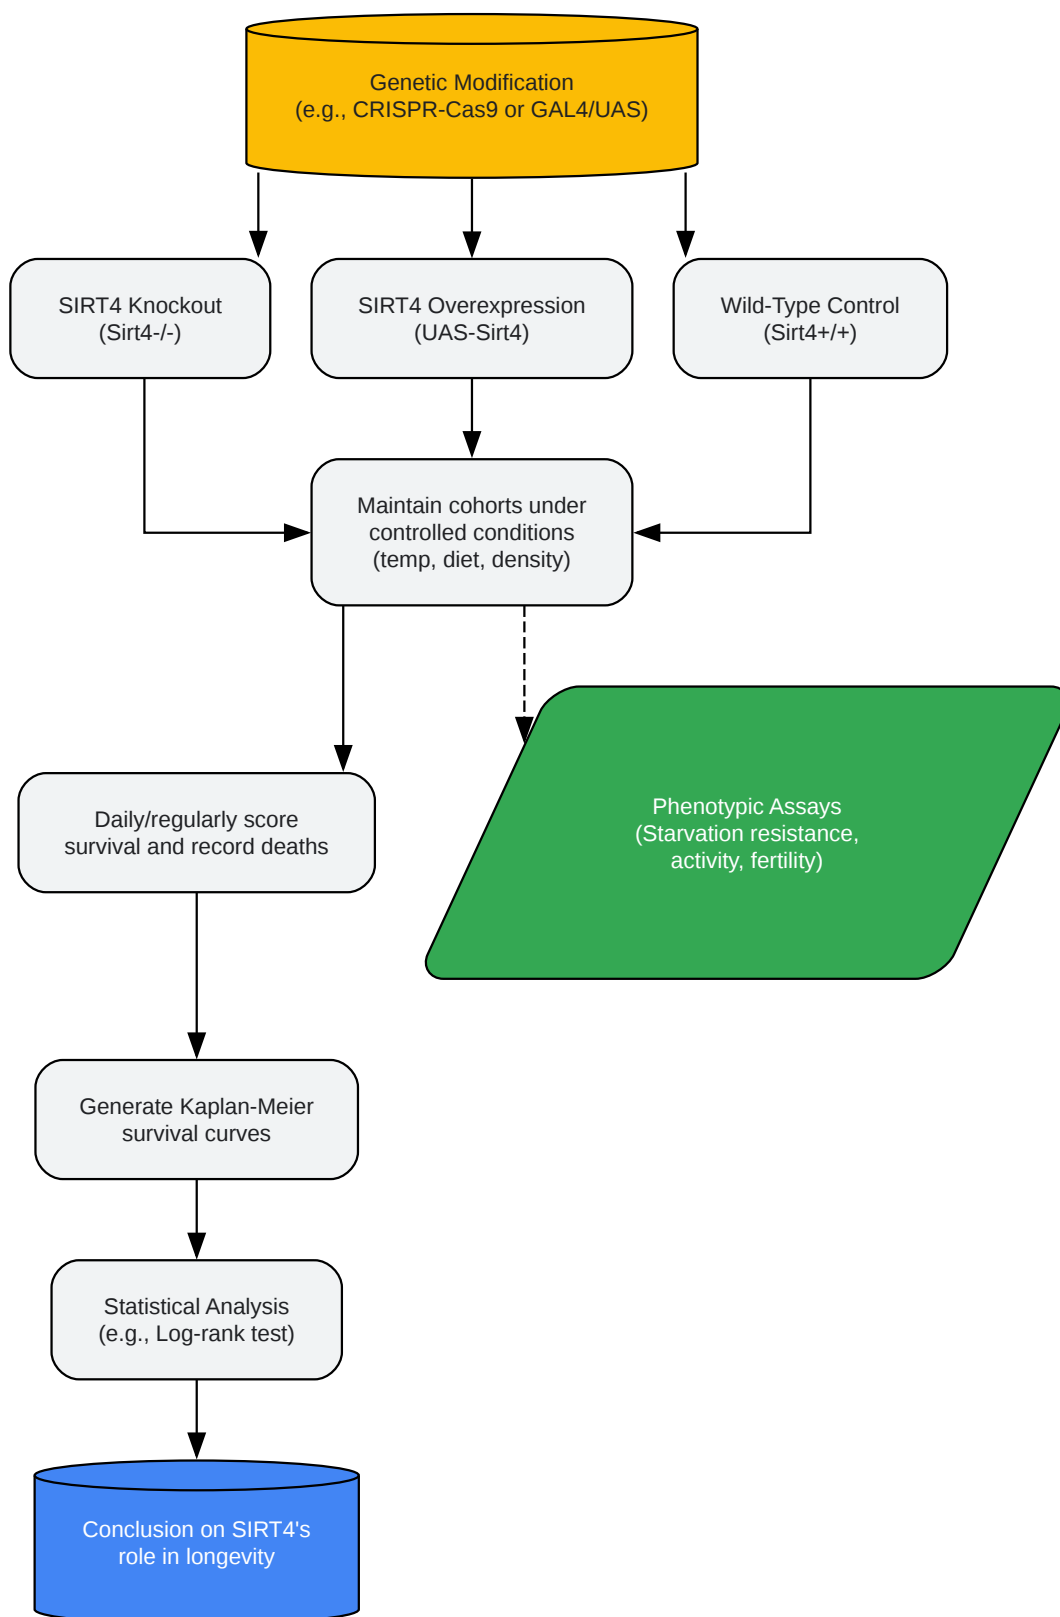 Genetic Modification
(e.g., CRISPR-Cas9 or GAL4/UAS)
SIRT4 Knockout
(Sirt4-/-)
SIRT4 Overexpression
(UAS-Sirt4)
Wild-Type Control
(Sirt4+/+)
Maintain cohorts under
controlled conditions
(temp, diet, density)
Daily/regularly score
survival and record deaths
Phenotypic Assays
(Starvation resistance,
activity, fertility)
Generate Kaplan-Meier
survival curves
Statistical Analysis
(e.g., Log-rank test)
Conclusion on SIRT4's
role in longevity